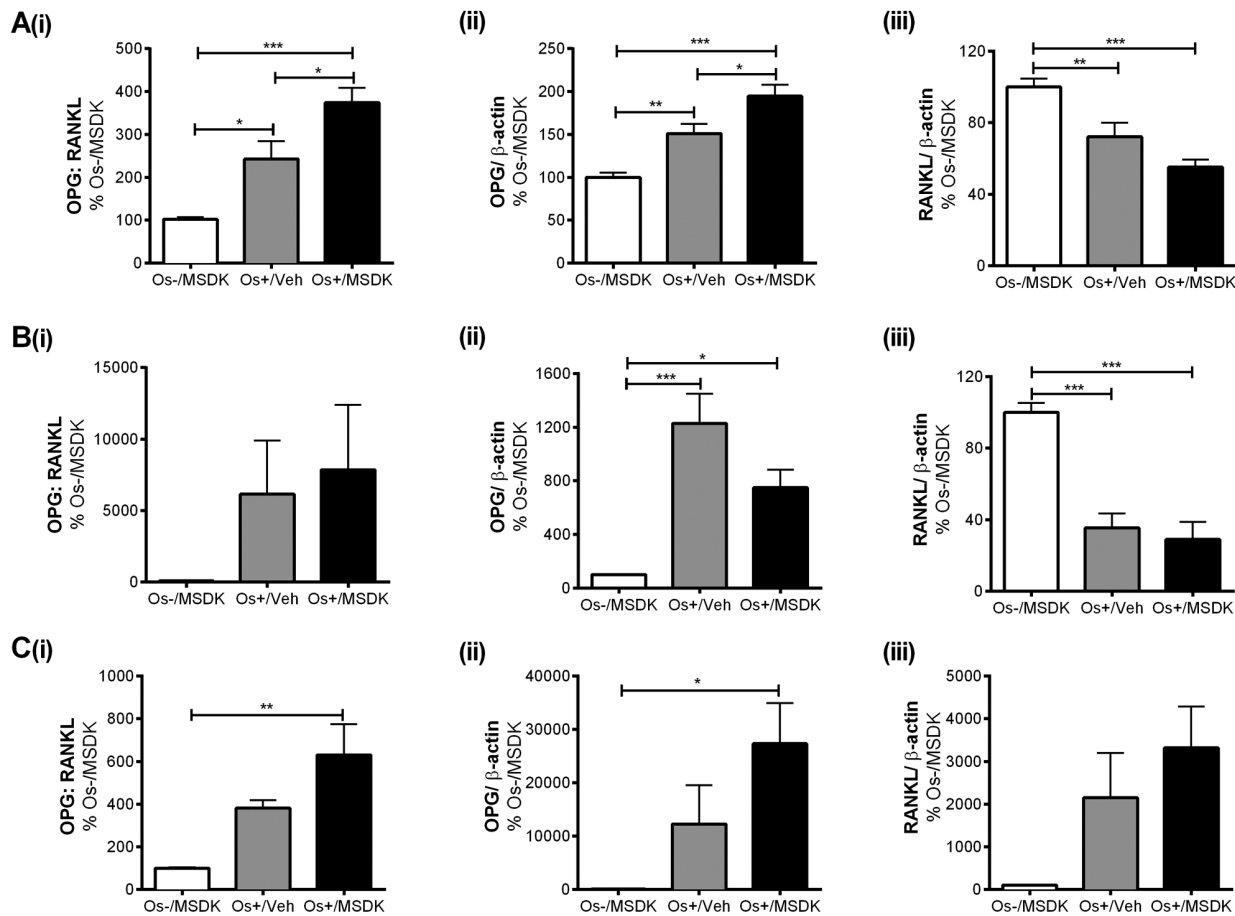 A(i)
OPG: RANKL
% Os-/MSDK
500
400
300
200
100
0
***
*
*
Os-/MSDK Os+/Veh Os+/MSDK
(ii)
OPG/ β-actin
% Os-/MSDK
250
200
150
100
50
0
***
*
**
Os-/MSDK Os+/Veh Os+/MSDK
(iii)
RANKL/ β-actin
% Os-/MSDK
120
80
40
0
***
**
Os-/MSDK Os+/Veh Os+/MSDK
B(i)
OPG: RANKL
% Os-/MSDK
15000
10000
5000
0
Os-/MSDK Os+/Veh Os+/MSDK
(ii)
OPG/ β-actin
% Os-/MSDK
1600
1200
800
400
0
*
***
Os-/MSDK Os+/Veh Os+/MSDK
(iii)
RANKL/ β-actin
% Os-/MSDK
120
80
40
0
***
***
Os-/MSDK Os+/Veh Os+/MSDK
C(i)
OPG: RANKL
% Os-/MSDK
1000
800
600
400
200
0
**
Os-/MSDK Os+/Veh Os+/MSDK
(ii)
OPG/ β-actin
% Os-/MSDK
40000
30000
20000
10000
0
*
Os-/MSDK Os+/Veh Os+/MSDK
(iii)
RANKL/ β-actin
% Os-/MSDK
5000
4000
3000
2000
1000
0
Os-/MSDK Os+/Veh Os+/MSDK